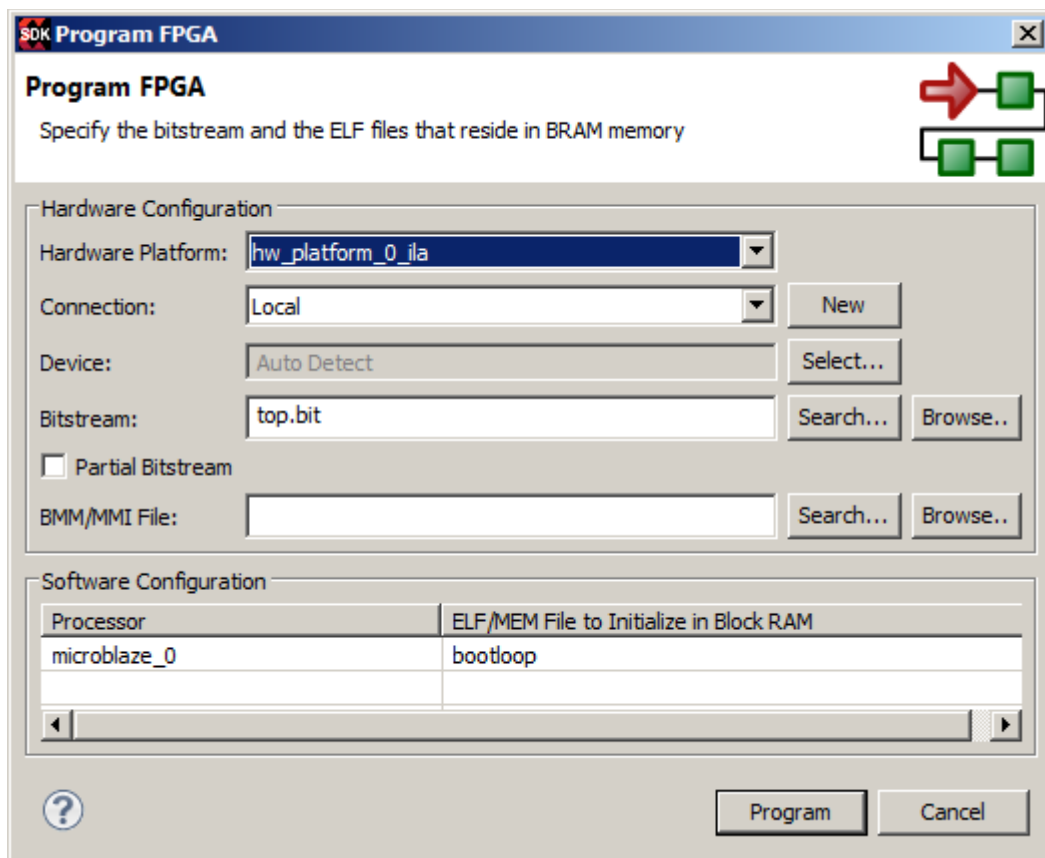 SDK Program FPGA
Program FPGA
Specify the bitstream and the ELF files that reside in BRAM memory
Hardware Configuration
Hardware Platform: hw_platform_0_ila
Connection: Local New
Device: Auto Detect Select...
Bitstream: top.bit Search... Browse..
Partial Bitstream
BMM/MMI File: Search... Browse..
Software Configuration
Processor ELF/MEM File to Initialize in Block RAM
microblaze_0 bootloop
? Program Cancel